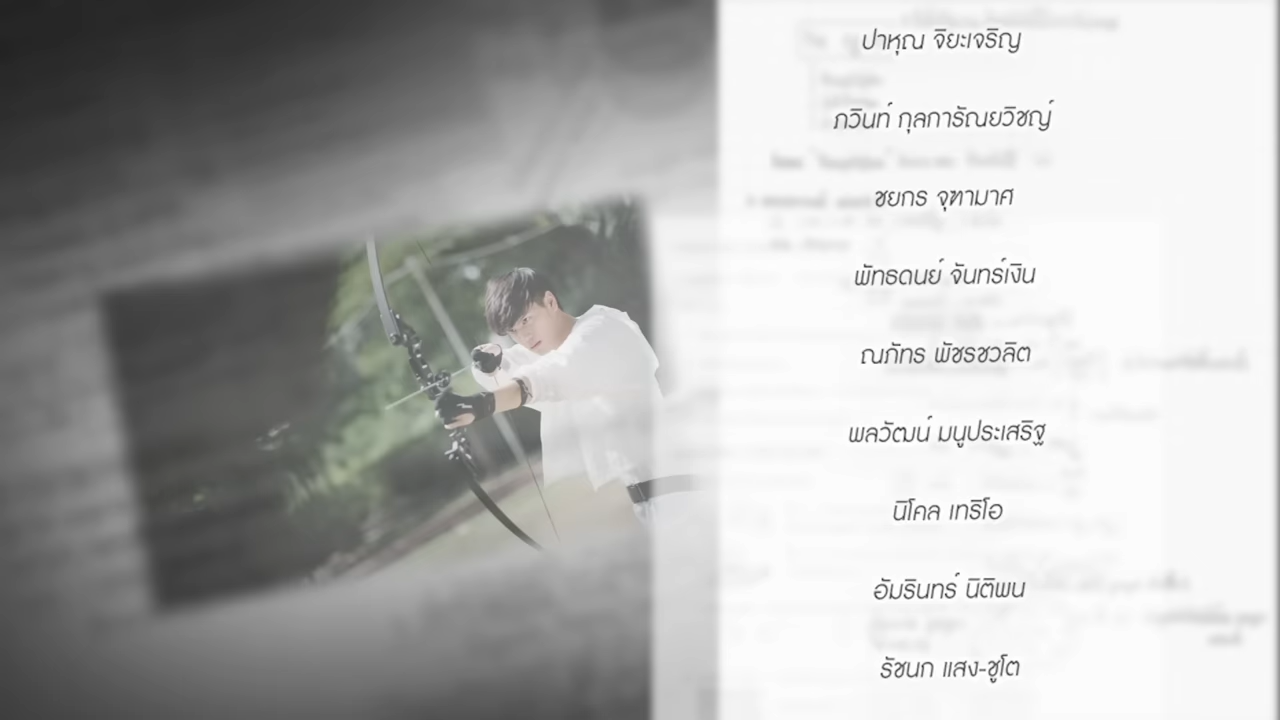 ปาหุณ จิยะเจริญ
ภวินท์ กุลการัณยวิชญ์
ชยกร จุฑามาศ
พัทธดนย์ จันทร์เงิน
ณภัทร พัชรชวลิต
พลวัฒน์ มนูประเสริฐ
นิโคล เทริโอ
อัมรินทร์ นิติพน
รัชนก แสง-ชูโต